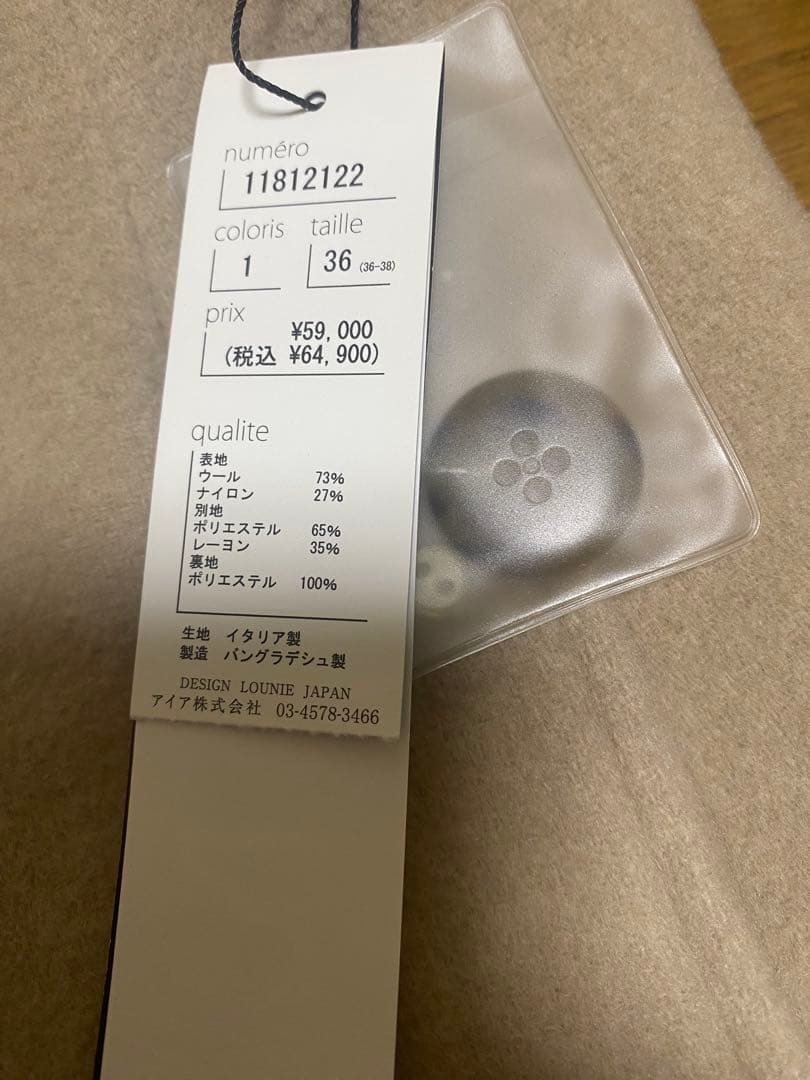 numéro
11812122
coloris taille
1 36 (36-38)
prix
¥59,000
(税込 ¥64,900)
qualite
表地
ウール 73%
ナイロン 27%
別地
ポリエステル 65%
レーヨン 35%
裏地
ポリエステル 100%
生地 イタリア製
製造 バングラデシュ製
DESIGN LOUNIE JAPAN
アイア株式会社 03-4578-3466